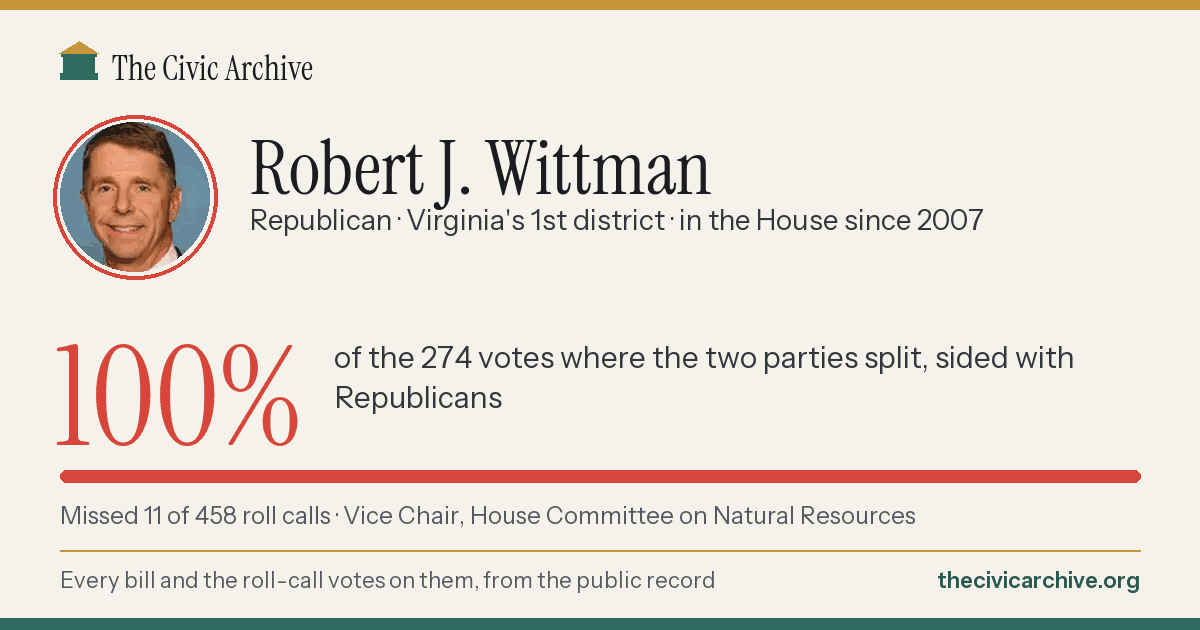 The Civic Archive
Robert J. Wittman
Republican · Virginia's 1st district · in the House since 2007
100%
of the 274 votes where the two parties split, sided with
Republicans
Missed 11 of 458 roll calls · Vice Chair, House Committee on Natural Resources
Every bill and the roll-call votes on them, from the public record
thecivicarchive.org